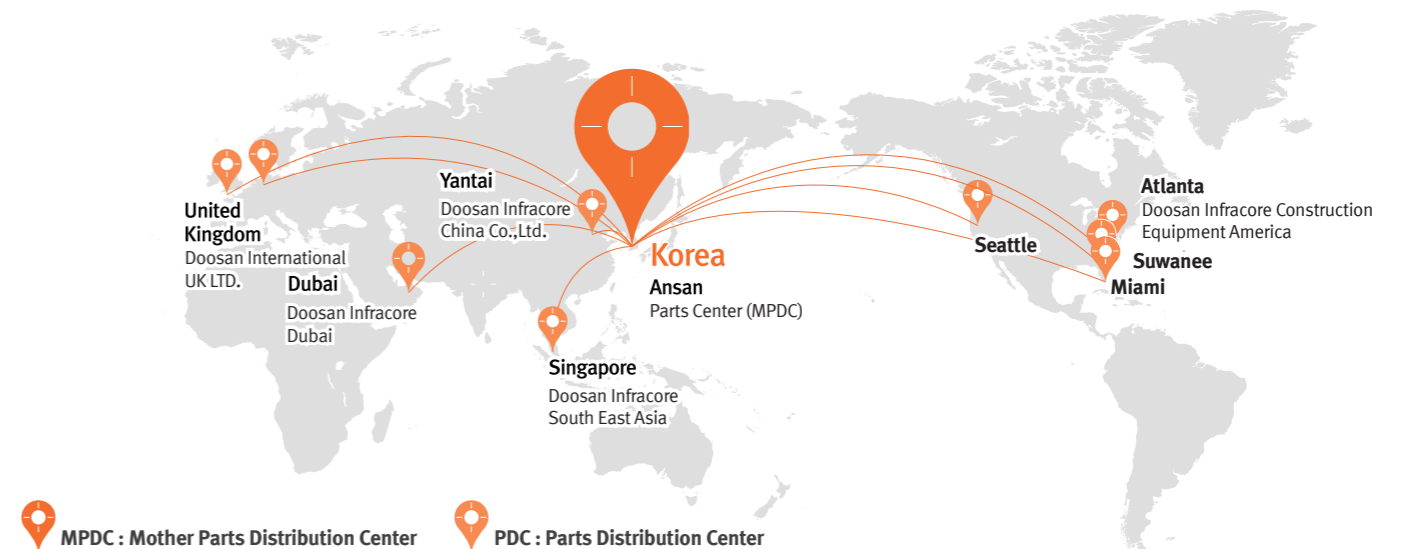 United
Kingdom
Doosan International
UK LTD.
Dubai
Doosan Infracore
Dubai
Yantai
Doosan Infracore
China Co.,Ltd.
Korea
Ansan
Parts Center (MPDC)
Singapore
Doosan Infracore
South East Asia
Seattle
Atlanta
Doosan Infracore Construction
Equipment America
Suwanee
Miami
MPDC : Mother Parts Distribution Center
PDC : Parts Distribution Center